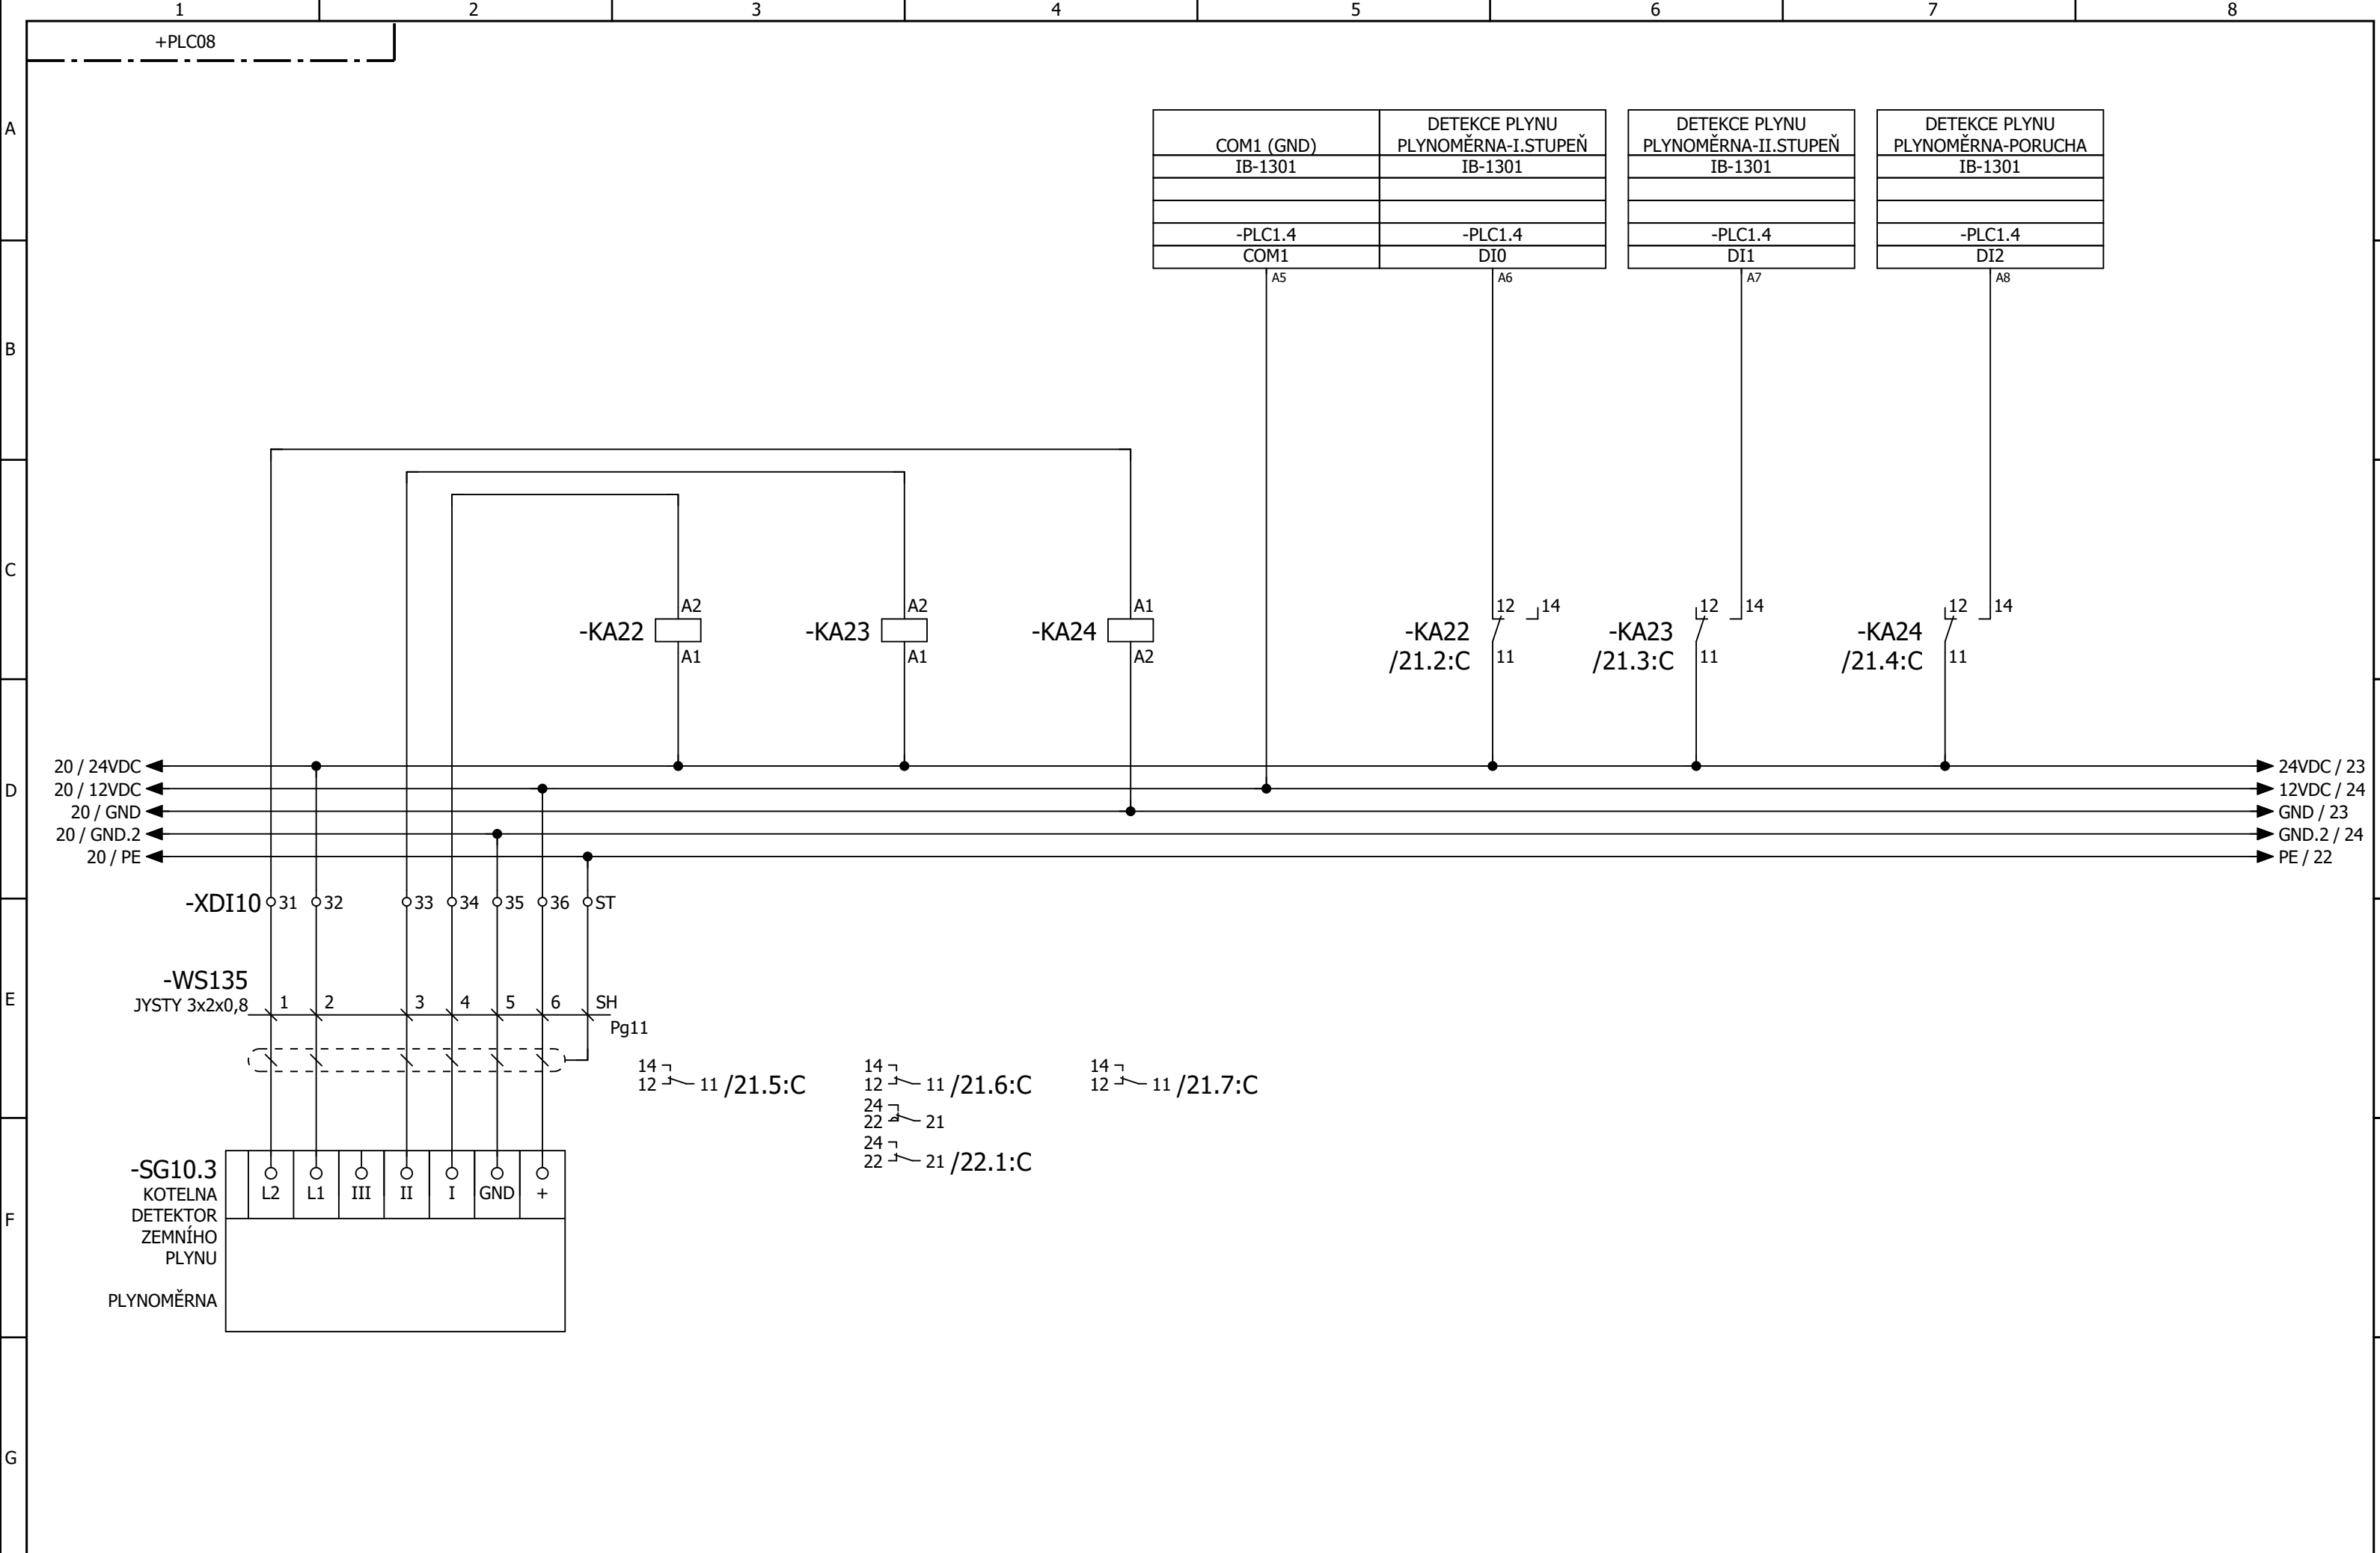 1 2 3 4 5 6 7 8
+PLC08
A
COM1 (GND)
IB-1301
-PLC1.4
COM1
A5
DETEKCE PLYNU
PLYNOMĚRNA-I.STUPEŇ
IB-1301
-PLC1.4
DI0
A6
DETEKCE PLYNU
PLYNOMĚRNA-II.STUPEŇ
IB-1301
-PLC1.4
DI1
A7
DETEKCE PLYNU
PLYNOMĚRNA-PORUCHA
IB-1301
-PLC1.4
DI2
A8
B
C
-KA22
A2
A1
-KA23
A2
A1
-KA24
A1
A2
-KA22
/21.2:C
12 14
11
-KA23
/21.3:C
12 14
11
-KA24
/21.4:C
12 14
11
D
20 / 24VDC
20 / 12VDC
20 / GND
20 / GND.2
20 / PE
24VDC / 23
12VDC / 24
GND / 23
GND.2 / 24
PE / 22
-XDI10 31 32 33 34 35 36 ST
E
-WS135
JYSTY 3x2x0,8
1 2 3 4 5 6 SH
Pg11
14
12 11 /21.5:C
14
12 11 /21.6:C
24
22 21
24
22 21 /22.1:C
14
12 11 /21.7:C
F
-SG10.3
KOTELNA
DETEKTOR
ZEMNÍHO
PLYNU
PLYNOMĚRNA
L2 L1 III II I GND +
G